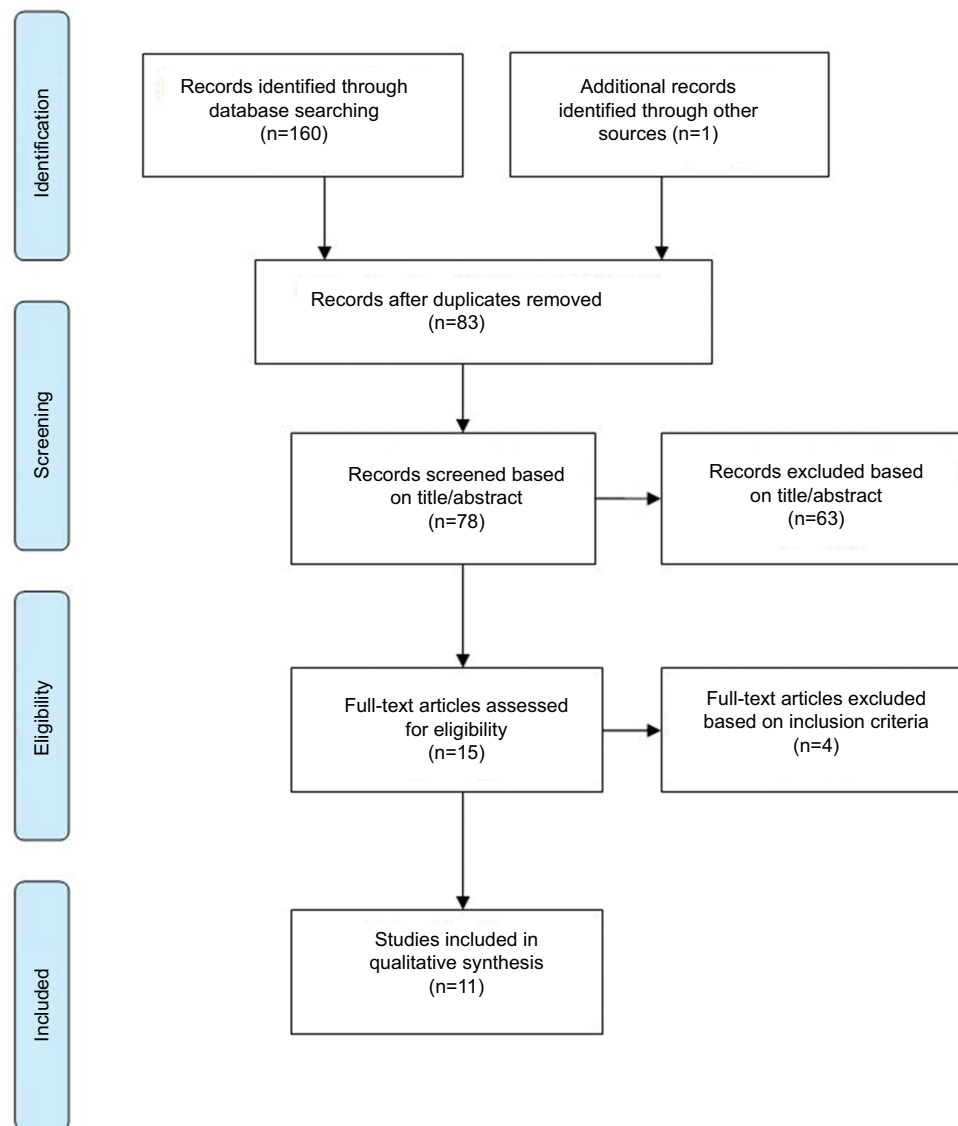 Identification
Records identified through
database searching
(n=160)
Additional records
identified through other
sources (n=1)
Records after duplicates removed
(n=83)
Screening
Records screened based
on title/abstract
(n=78)
Records excluded based
on title/abstract
(n=63)
Eligibility
Full-text articles assessed
for eligibility
(n=15)
Full-text articles excluded
based on inclusion criteria
(n=4)
Included
Studies included in
qualitative synthesis
(n=11)